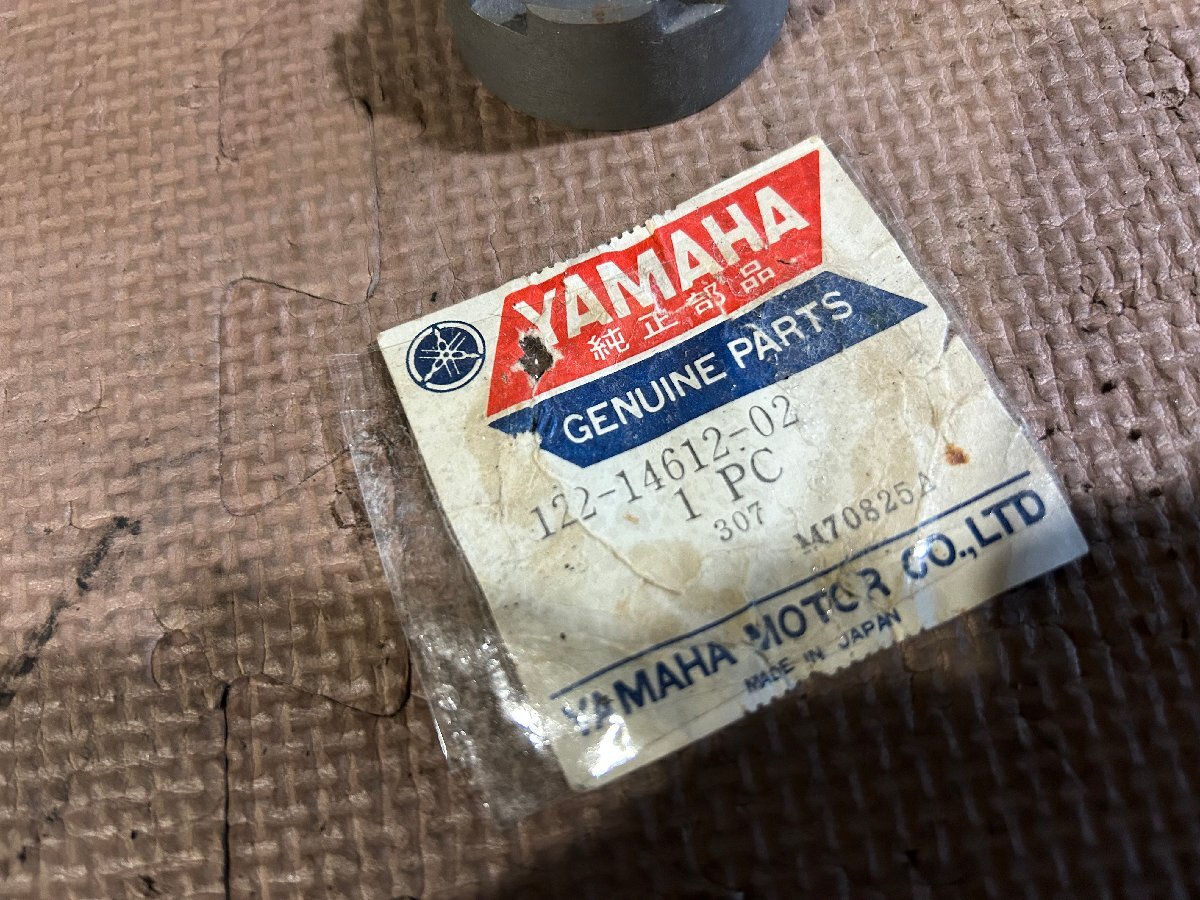 YAMAHA
純正部品
GENUINE PARTS
122-14612-02
1 PC
307 M70825A
YAMAHA MOTOR CO.,LTD
MADE IN JAPAN